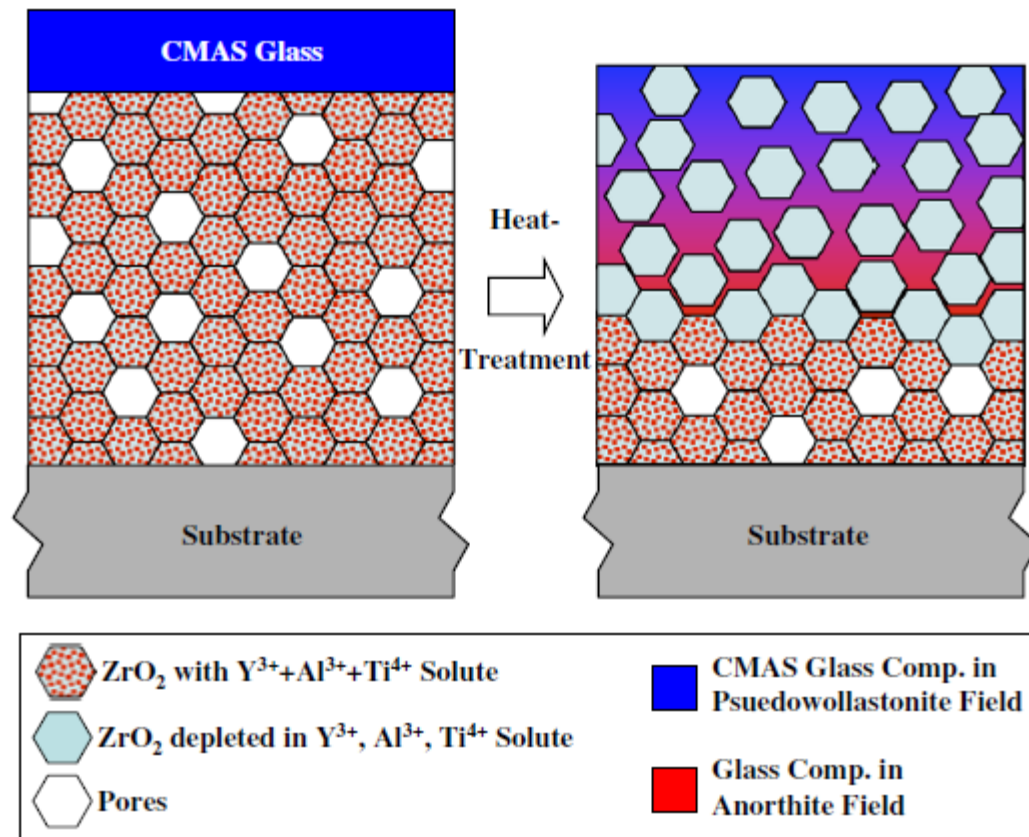 CMAS Glass
Heat-
Treatment
Substrate
Substrate
ZrO₂ with Y³⁺+Al³⁺+Ti⁴⁺ Solute
ZrO₂ depleted in Y³⁺, Al³⁺, Ti⁴⁺ Solute
Pores
CMAS Glass Comp. in
Psuedowollastonite Field
Glass Comp. in
Anorthite Field